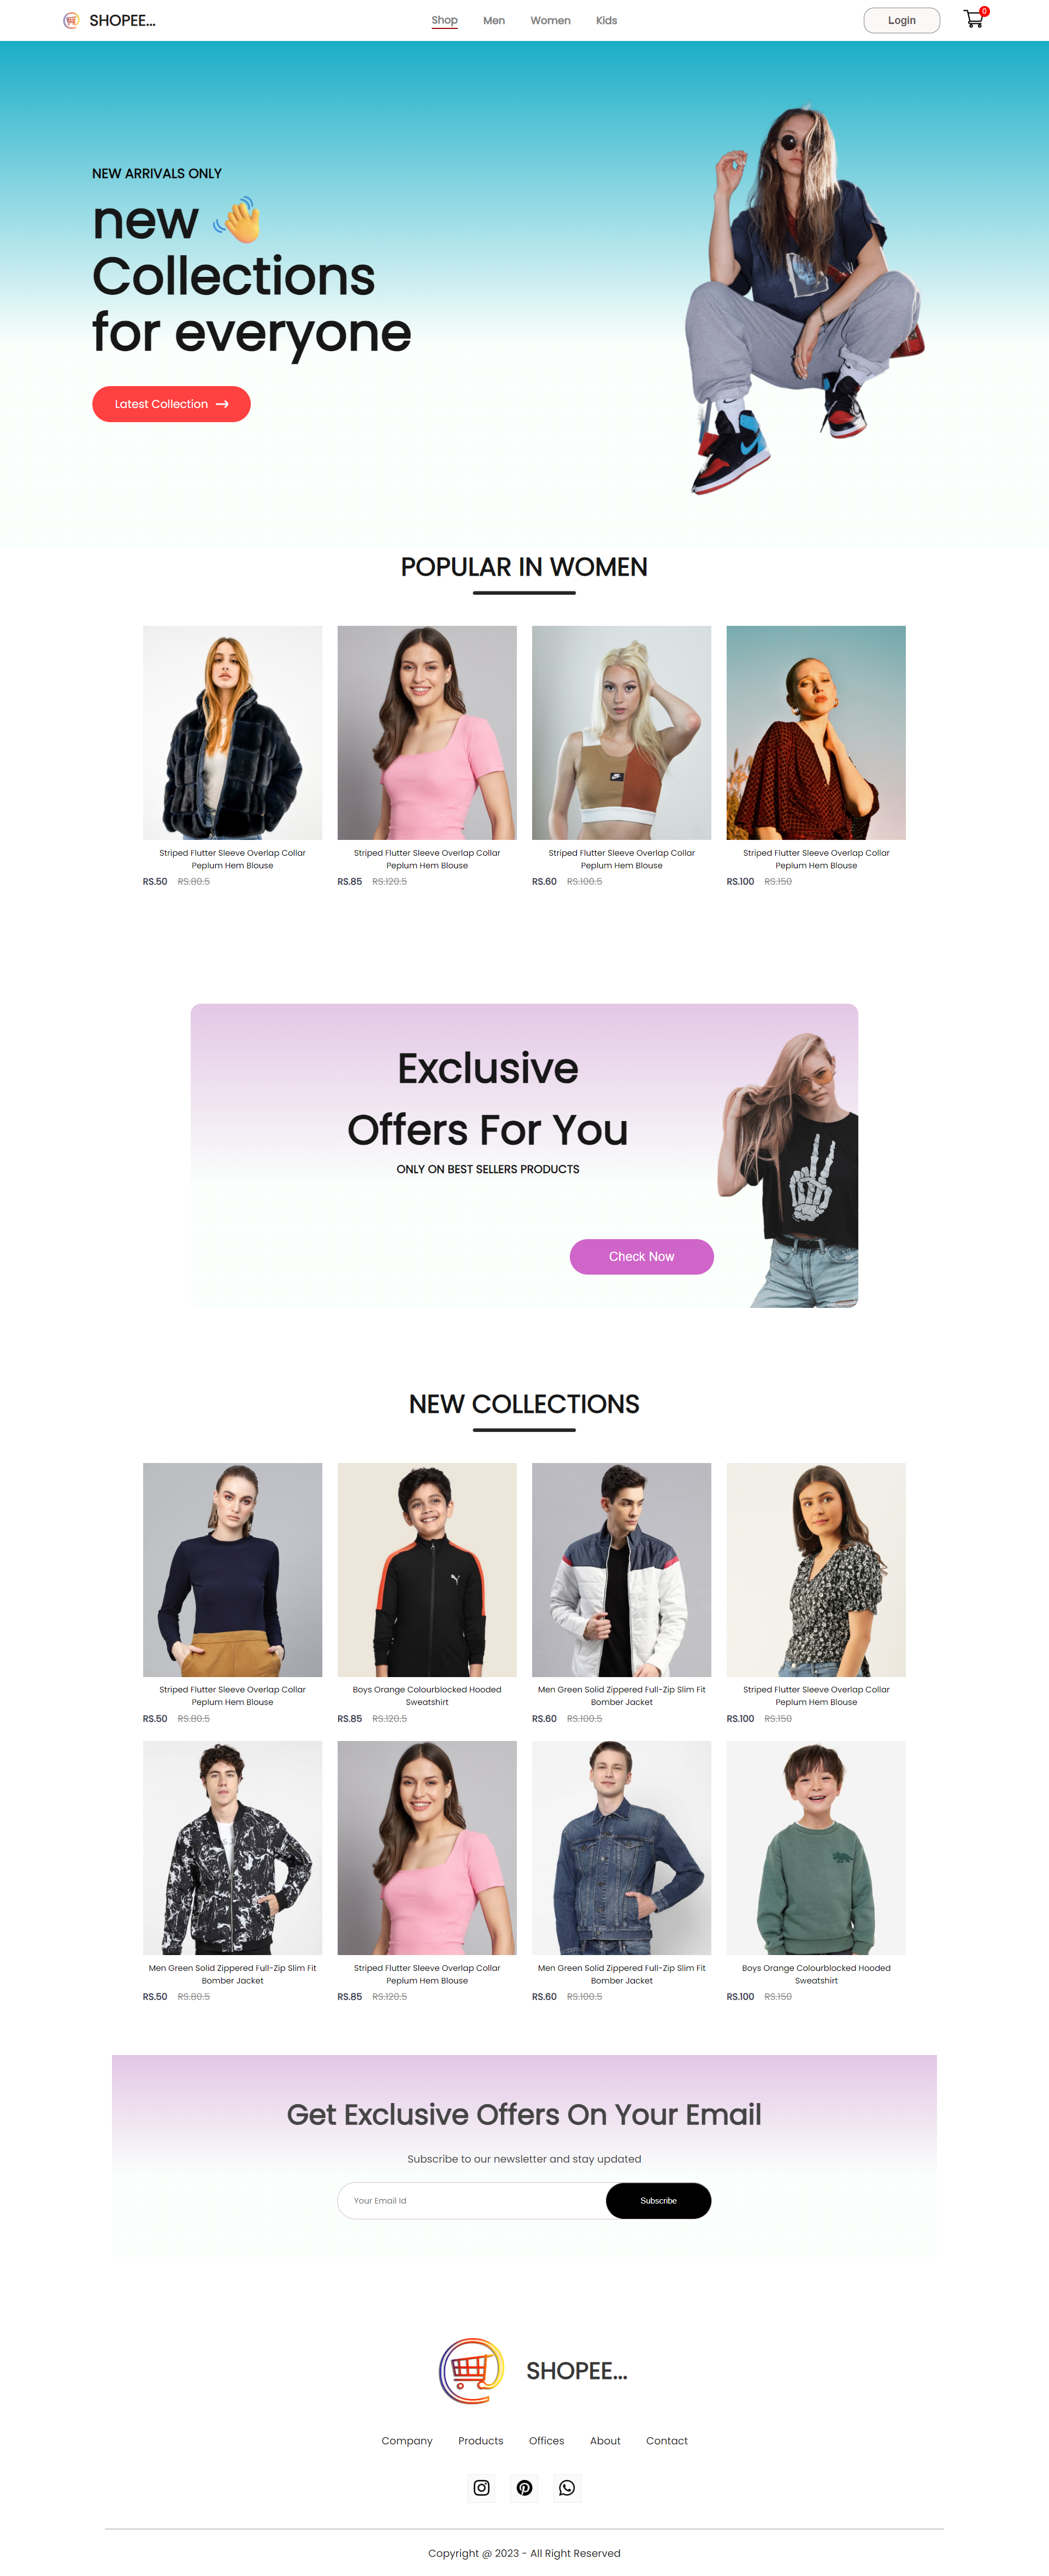 SHOPEE...
Shop
Men
Women
Kids
Login
0
NEW ARRIVALS ONLY
new
Collections
for everyone
Latest Collection
POPULAR IN WOMEN
Striped Flutter Sleeve Overlap Collar
Peplum Hem Blouse
RS.50 RS.80.5
Striped Flutter Sleeve Overlap Collar
Peplum Hem Blouse
RS.85 RS.120.5
Striped Flutter Sleeve Overlap Collar
Peplum Hem Blouse
RS.60 RS.100.5
Striped Flutter Sleeve Overlap Collar
Peplum Hem Blouse
RS.100 RS.150
Exclusive
Offers For You
ONLY ON BEST SELLERS PRODUCTS
Check Now
NEW COLLECTIONS
Striped Flutter Sleeve Overlap Collar
Peplum Hem Blouse
RS.50 RS.80.5
Boys Orange Colourblocked Hooded
Sweatshirt
RS.85 RS.120.5
Men Green Solid Zippered Full-Zip Slim Fit
Bomber Jacket
RS.60 RS.100.5
Striped Flutter Sleeve Overlap Collar
Peplum Hem Blouse
RS.100 RS.150
Men Green Solid Zippered Full-Zip Slim Fit
Bomber Jacket
RS.50 RS.80.5
Striped Flutter Sleeve Overlap Collar
Peplum Hem Blouse
RS.85 RS.120.5
Men Green Solid Zippered Full-Zip Slim Fit
Bomber Jacket
RS.60 RS.100.5
Boys Orange Colourblocked Hooded
Sweatshirt
RS.100 RS.150
Get Exclusive Offers On Your Email
Subscribe to our newsletter and stay updated
Your Email Id
Subscribe
SHOPEE...
Company
Products
Offices
About
Contact
Copyright @ 2023 - All Right Reserved